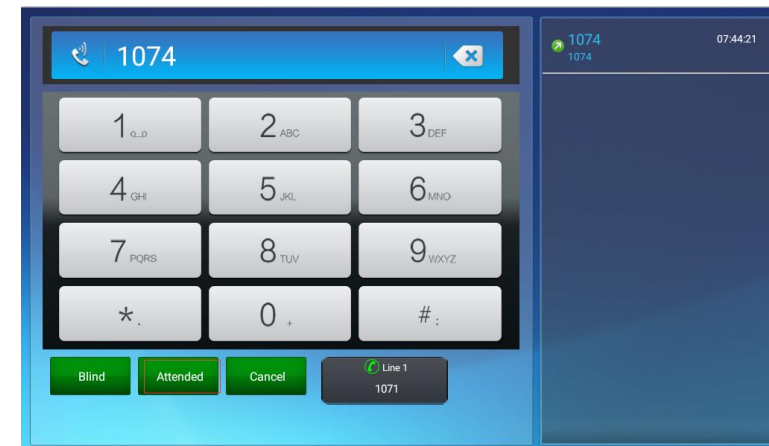 1074
1074 07:44:21
1074
1 2 ABC 3 DEF
4 GHI 5 JKL 6 MNO
7 PQRS 8 TUV 9 WXYZ
* . 0 + # ;
Blind Attended Cancel Line 1
1071